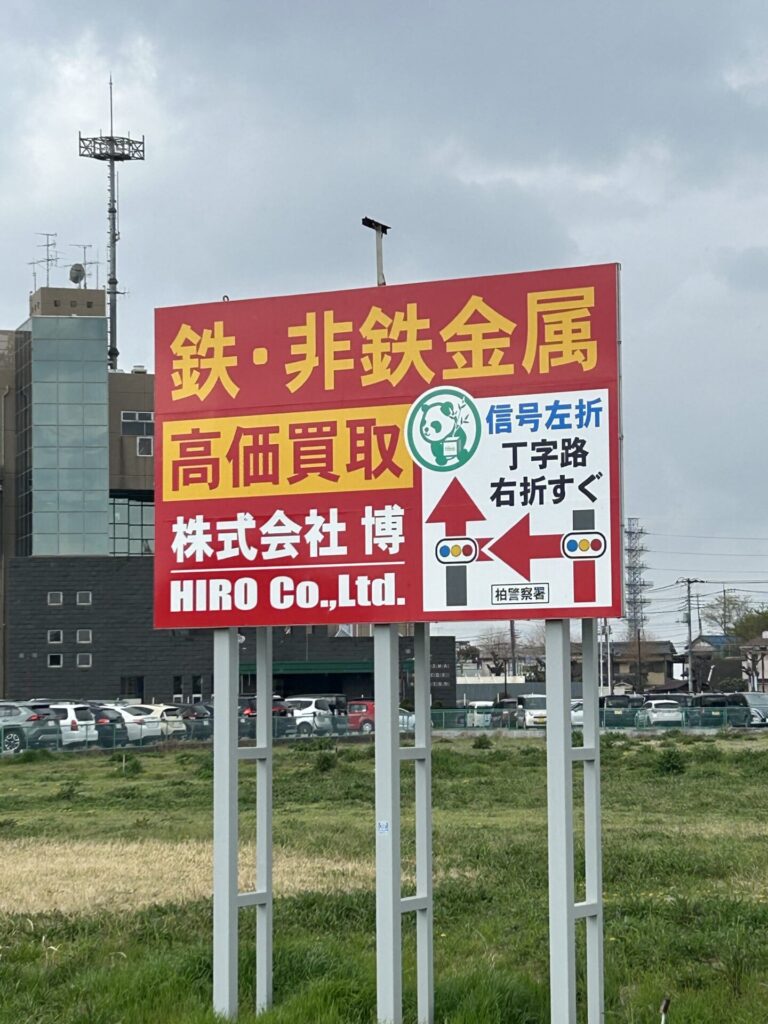 鉄・非鉄金属
高価買取
株式会社 博
HIRO Co.,Ltd.
信号左折
丁字路
右折すぐ
柏警察署